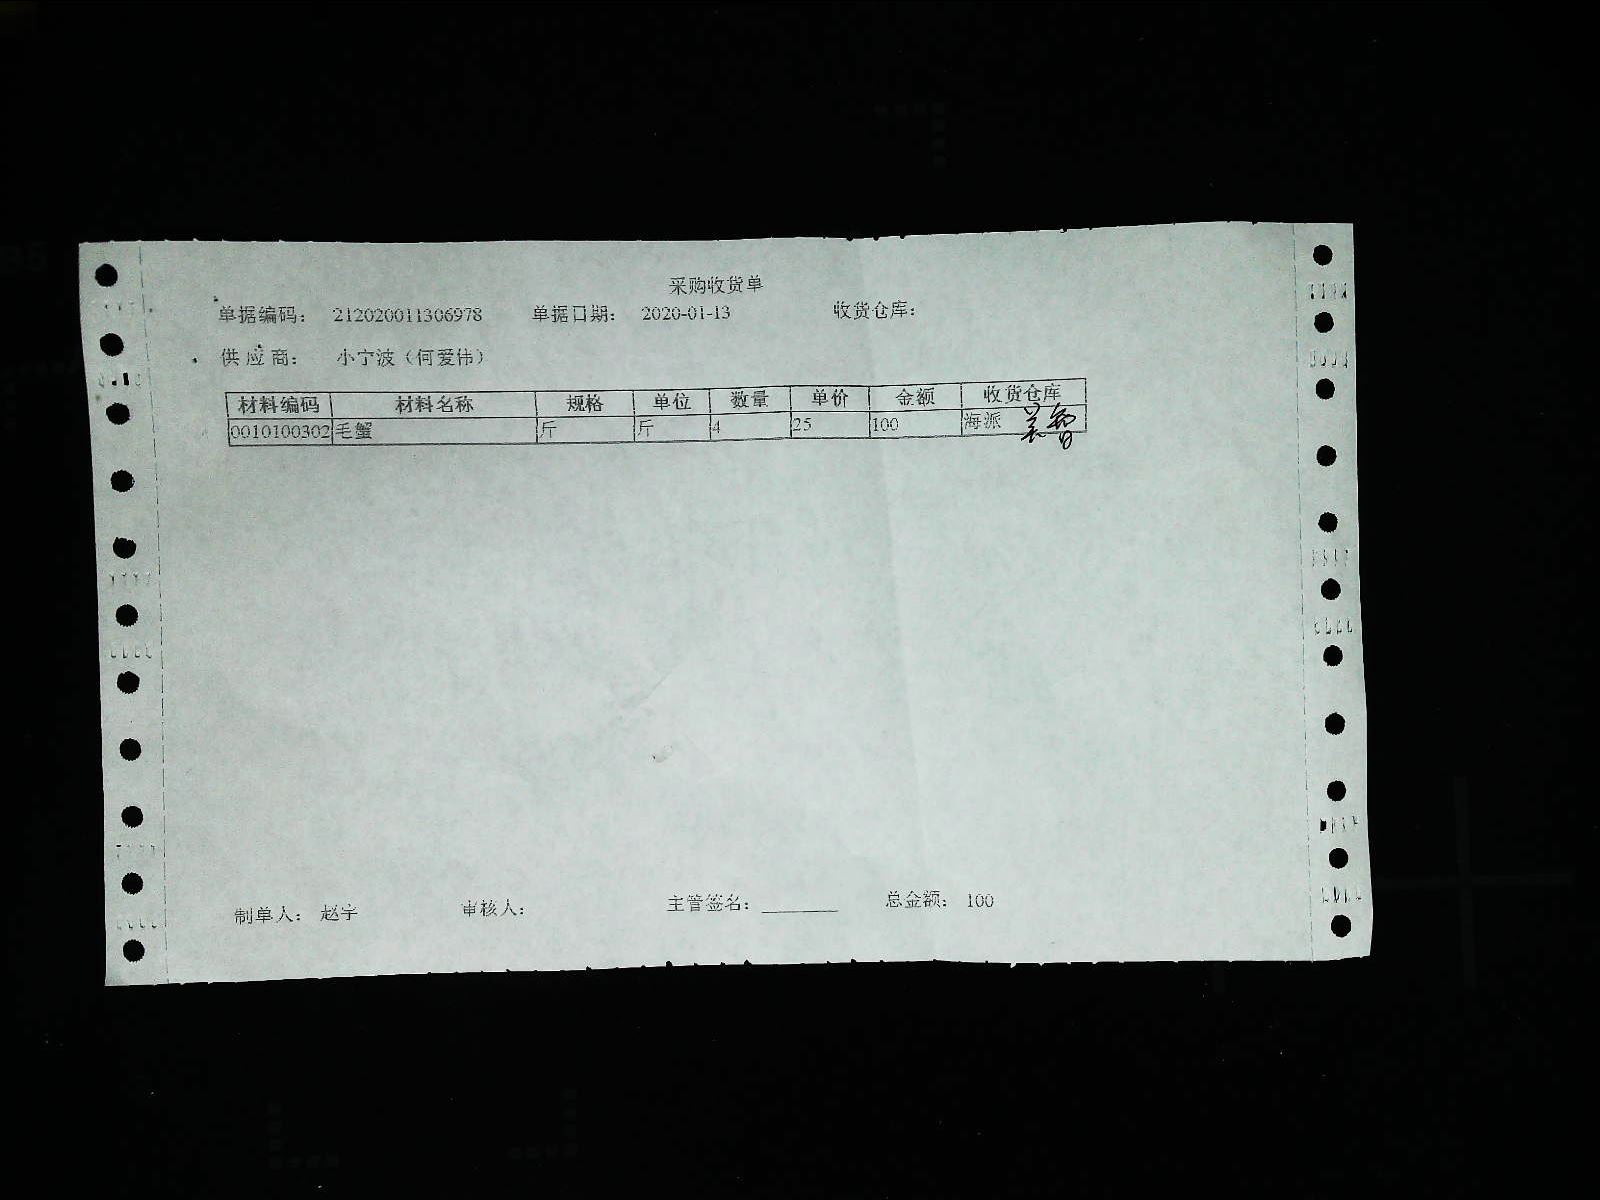 采购收货单
单据编码: 212020011306978 单据日期: 2020-01-13 收货仓库:
供应商: 小宁波(何爱伟)
材料编码 材料名称 规格 单位 数量 单价 金额 收货仓库
0010100302 毛蟹 斤 斤 4 25 100 海派
制单人: 赵宇 审核人: 主管签名: ________ 总金额: 100